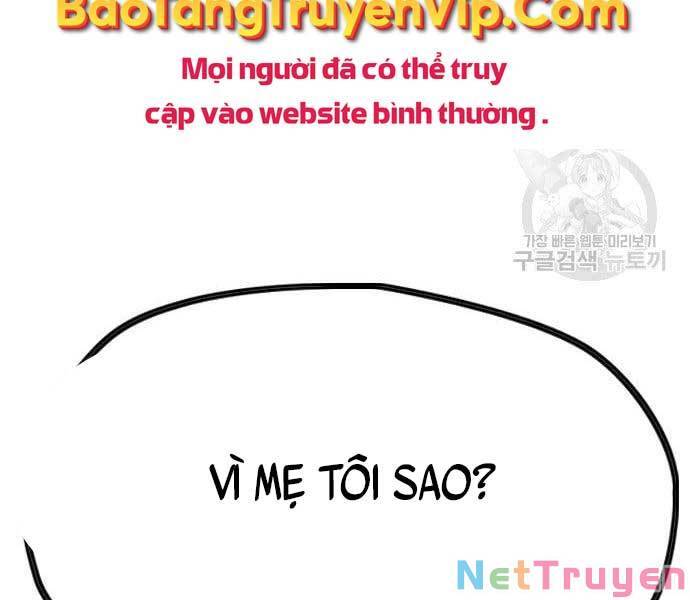 BaoTangTruyenVip.Com
Mọi người đã có thể truy
cập vào website bình thường .
가장 빠른 웹툰 미리보기
구글검색 뉴토끼
VÌ MẸ TÔI SAO?
NetTruyen